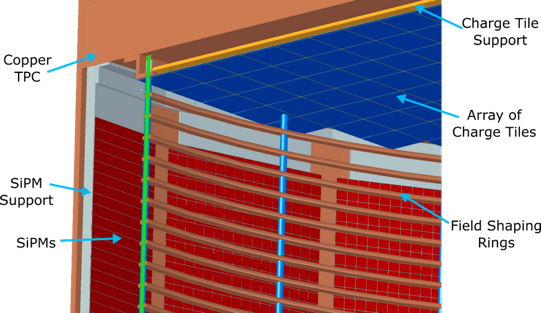 Charge Tile
Support
Copper
TPC
Array of
Charge Tiles
SiPM
Support
Field Shaping
Rings
SiPMs